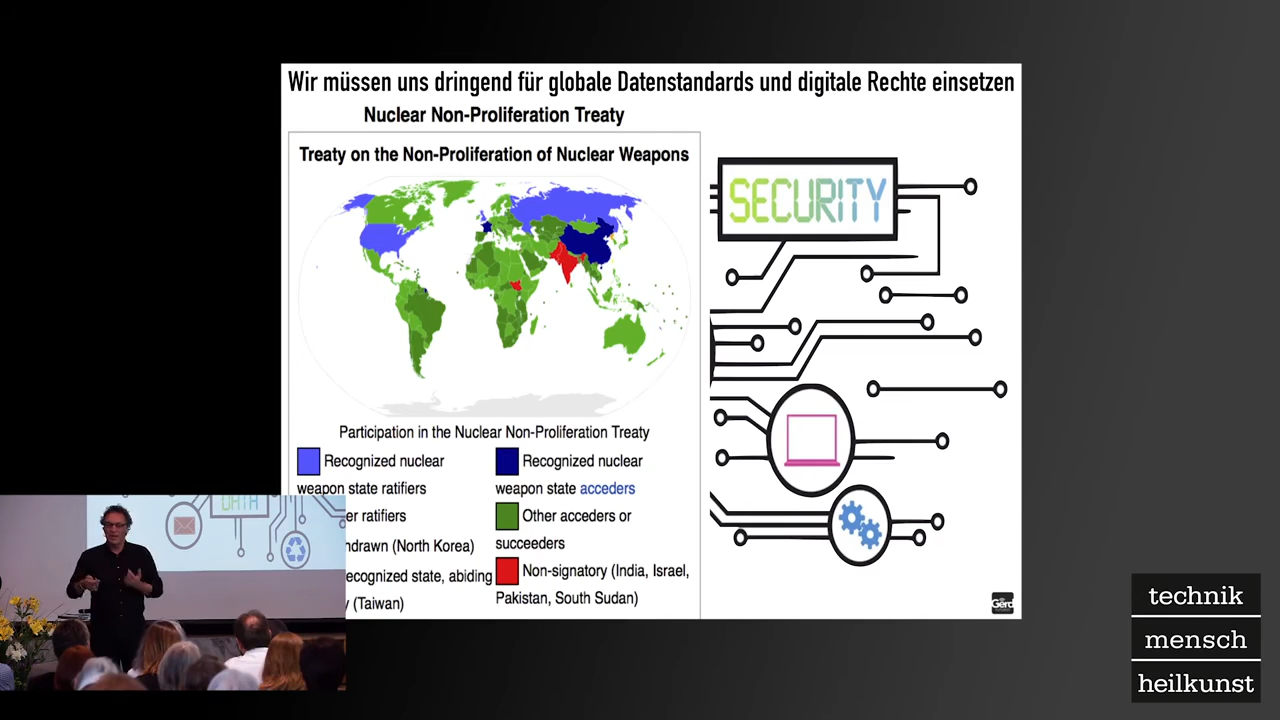 Wir müssen uns dringend für globale Datenstandards und digitale Rechte einsetzen
Nuclear Non-Proliferation Treaty
Treaty on the Non-Proliferation of Nuclear Weapons
Participation in the Nuclear Non-Proliferation Treaty
Recognized nuclear
weapon state ratifiers
er ratifiers
ndrawn (North Korea)
ecognized state, abiding
y (Taiwan)
Recognized nuclear
weapon state acceders
Other acceders or
succeeders
Non-signatory (India, Israel,
Pakistan, South Sudan)
SECURITY
Gerd
DATA
technik
mensch
heilkunst